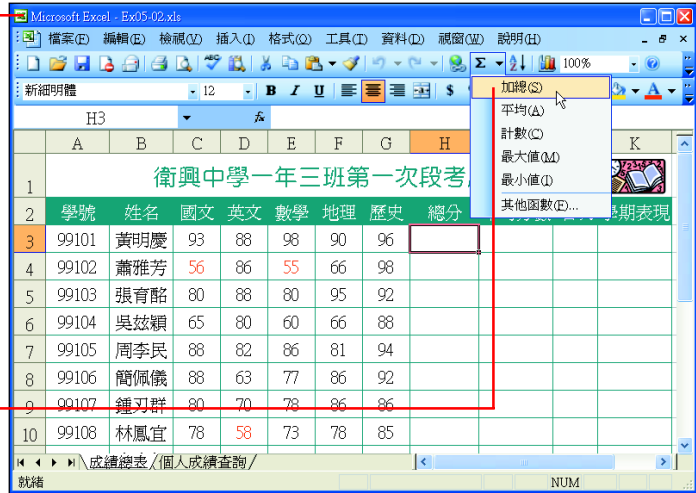 Microsoft Excel - Ex05-02.xls
檔案(F) 編輯(E) 檢視(V) 插入(I) 格式(O) 工具(T) 資料(D) 視窗(W) 說明(H)
Σ 100%
新細明體 12 B I U $
加總(S)
平均(A)
計數(C)
最大值(M)
最小值(I)
其他函數(F)...
H3 fx
A B C D E F G H K
1 衛興中學一年三班第一次段考
2 學號 姓名 國文 英文 數學 地理 歷史 總分 學期表現
3 99101 黃明慶 93 88 98 90 96
4 99102 蕭雅芳 56 86 55 66 98
5 99103 張育酩 80 88 80 95 92
6 99104 吳玆穎 65 80 60 66 88
7 99105 周李民 88 82 86 81 94
8 99106 簡佩儀 88 63 77 86 92
9 99107 鍾刃群 80 70 78 86 86
10 99108 林鳳宜 78 58 73 78 85
成績總表 個人成績查詢
就緒 NUM